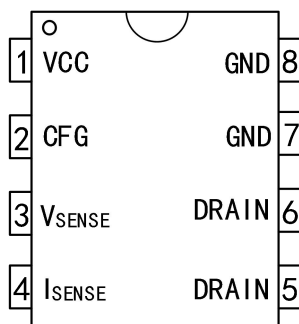 1 VCC GND 8
2 CFG GND 7
3 VSENSE DRAIN 6
4 ISENSE DRAIN 5